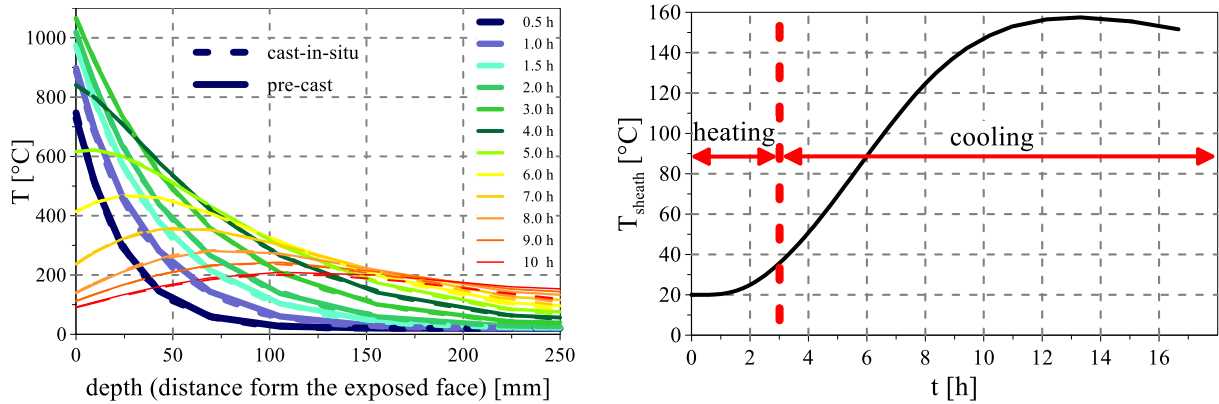 T [°C]
1000
800
600
400
200
0
0 50 100 150 200 250
depth (distance form the exposed face) [mm]
cast-in-situ
pre-cast
0.5 h
1.0 h
1.5 h
2.0 h
3.0 h
4.0 h
5.0 h
6.0 h
7.0 h
8.0 h
9.0 h
10 h
T sheath [°C]
160
140
120
100
80
60
40
20
0
heating
cooling
0 2 4 6 8 10 12 14 16
t [h]